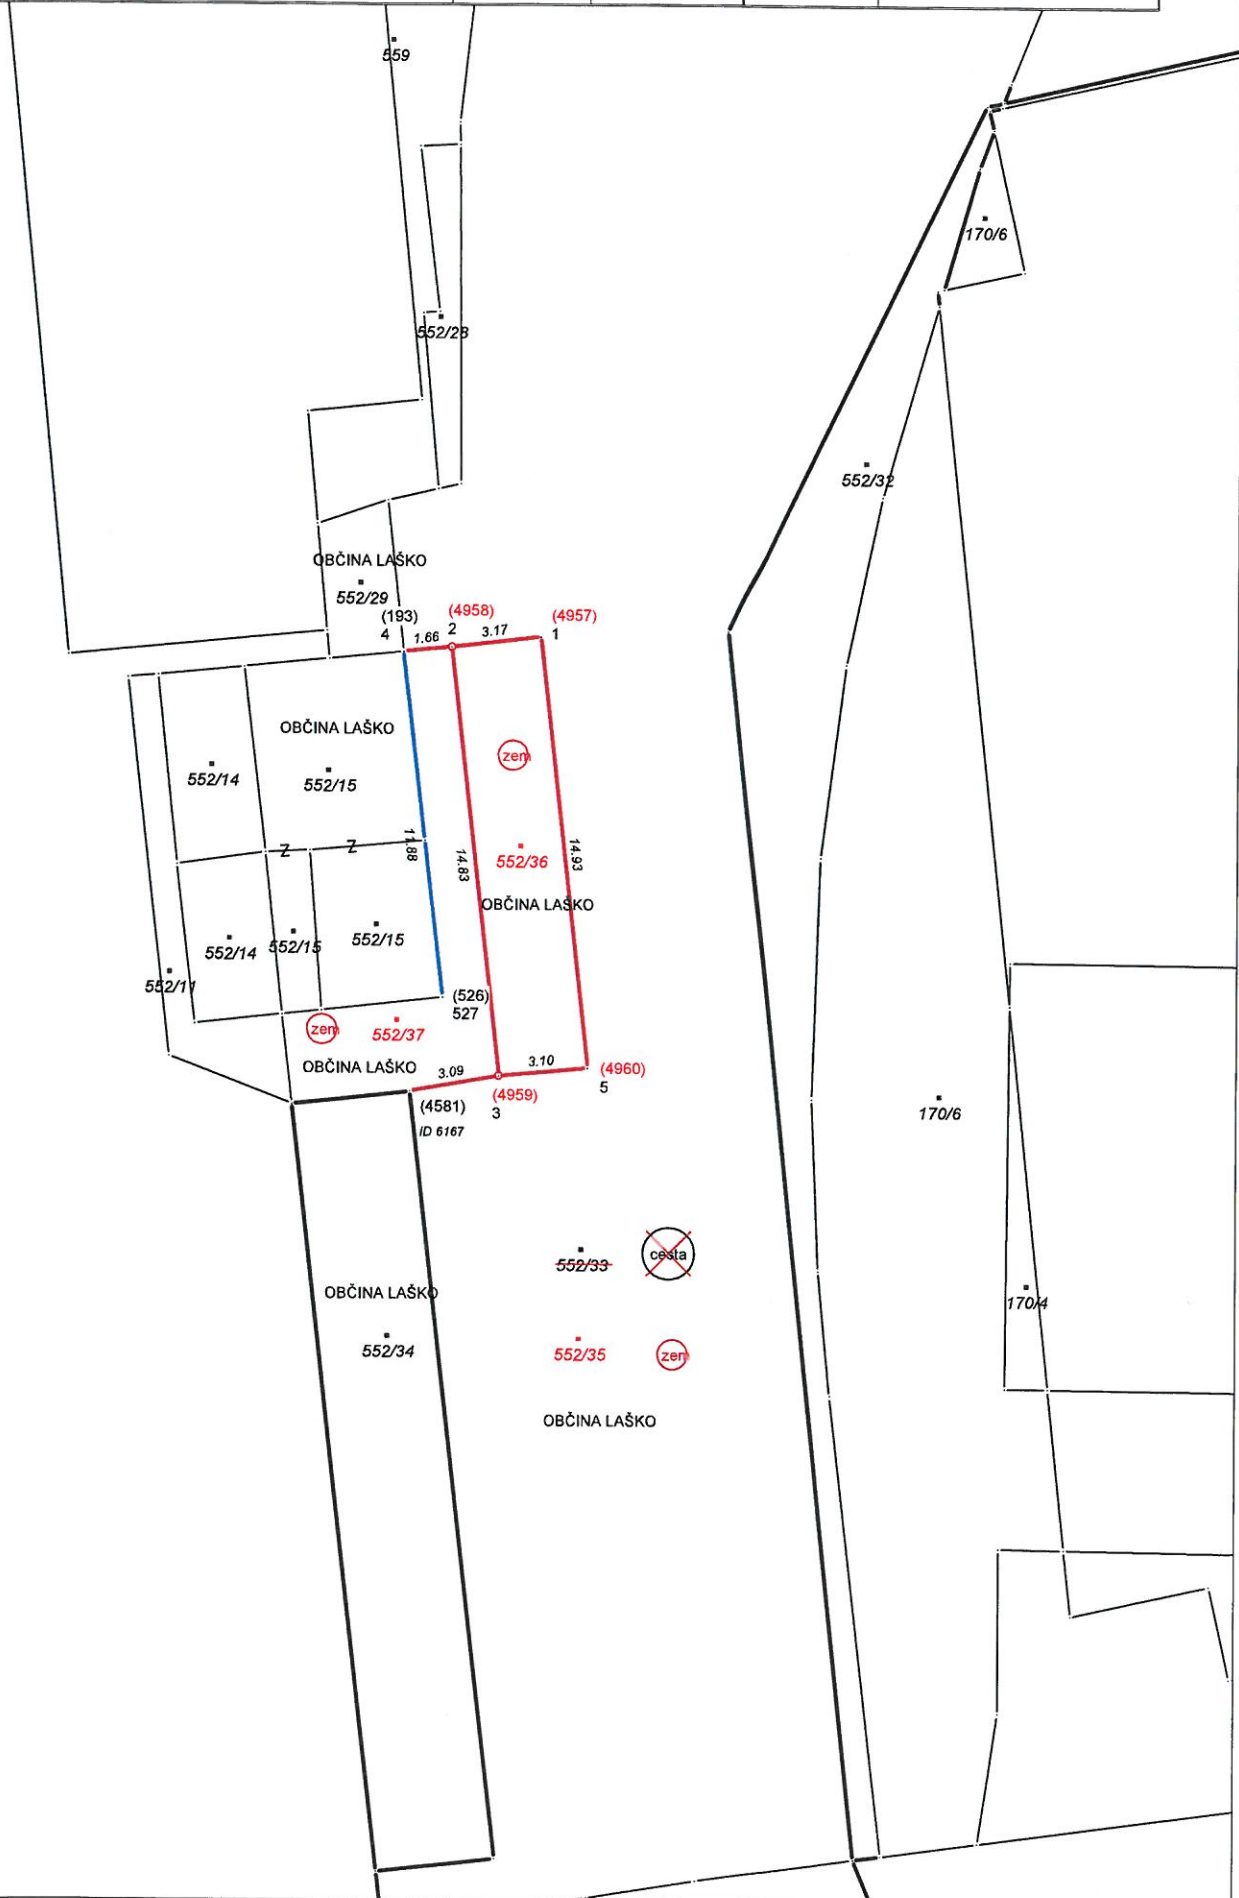 559
170/6
552/28
552/32
OBČINA LAŠKO
552/29
(193)
(4958)
(4957)
4
1.66
2
3.17
1
OBČINA LAŠKO
zem
552/14
552/15
Z
Z
11.88
14.83
14.93
552/36
OBČINA LAŠKO
552/14
552/15
552/15
552/11
(526)
527
zem
552/37
OBČINA LAŠKO
3.09
3.10
(4960)
5
(4581)
(4959)
3
ID 6167
170/6
552/33
cesta
OBČINA LAŠKO
170/4
552/34
552/35
zem
OBČINA LAŠKO